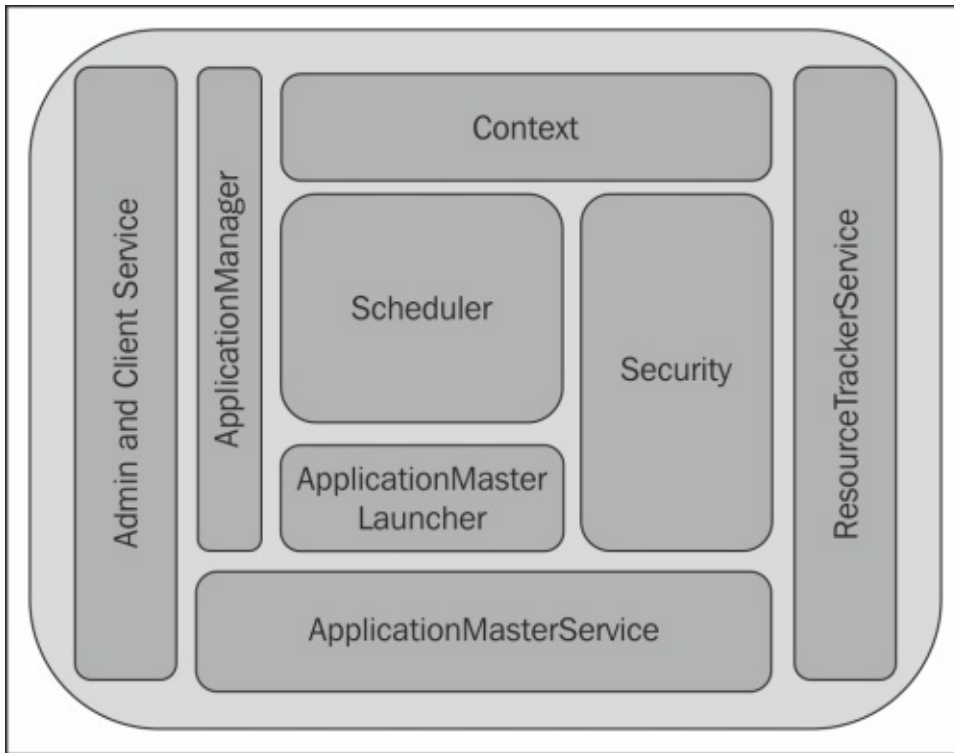 Admin and Client Service
ApplicationManager
Context
Scheduler
Security
ApplicationMaster
Launcher
ApplicationMasterService
ResourceTrackerService